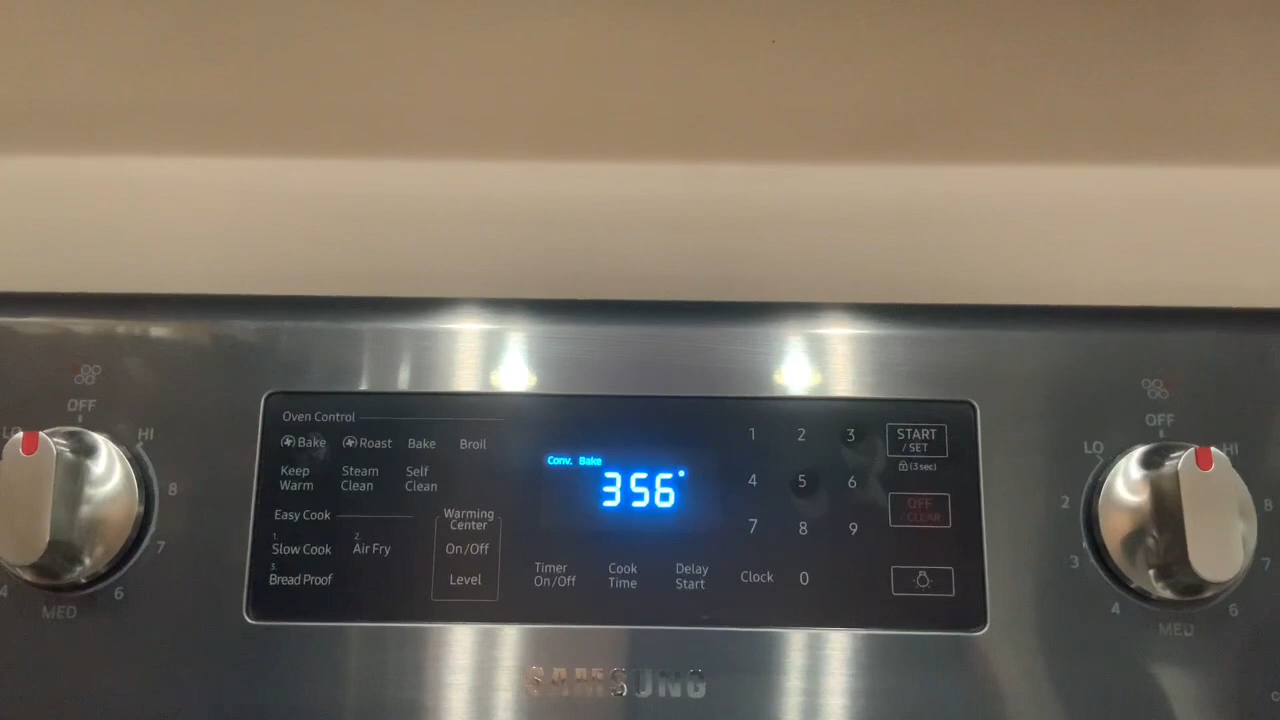 OFF
LO
HI
8
7
6
4
MED
Oven Control
Bake Roast Bake Broil
Keep Warm Steam Clean Self Clean
Easy Cook
1. Slow Cook 2. Air Fry
3. Bread Proof
Warming Center
On/Off
Level
Conv. Bake
356°
Timer On/Off Cook Time Delay Start
1 2 3
4 5 6
7 8 9
Clock 0
START / SET
(3 sec)
OFF / CLEAR
OFF
LO
HI
2
8
3
7
4
6
MED
SAMSUNG